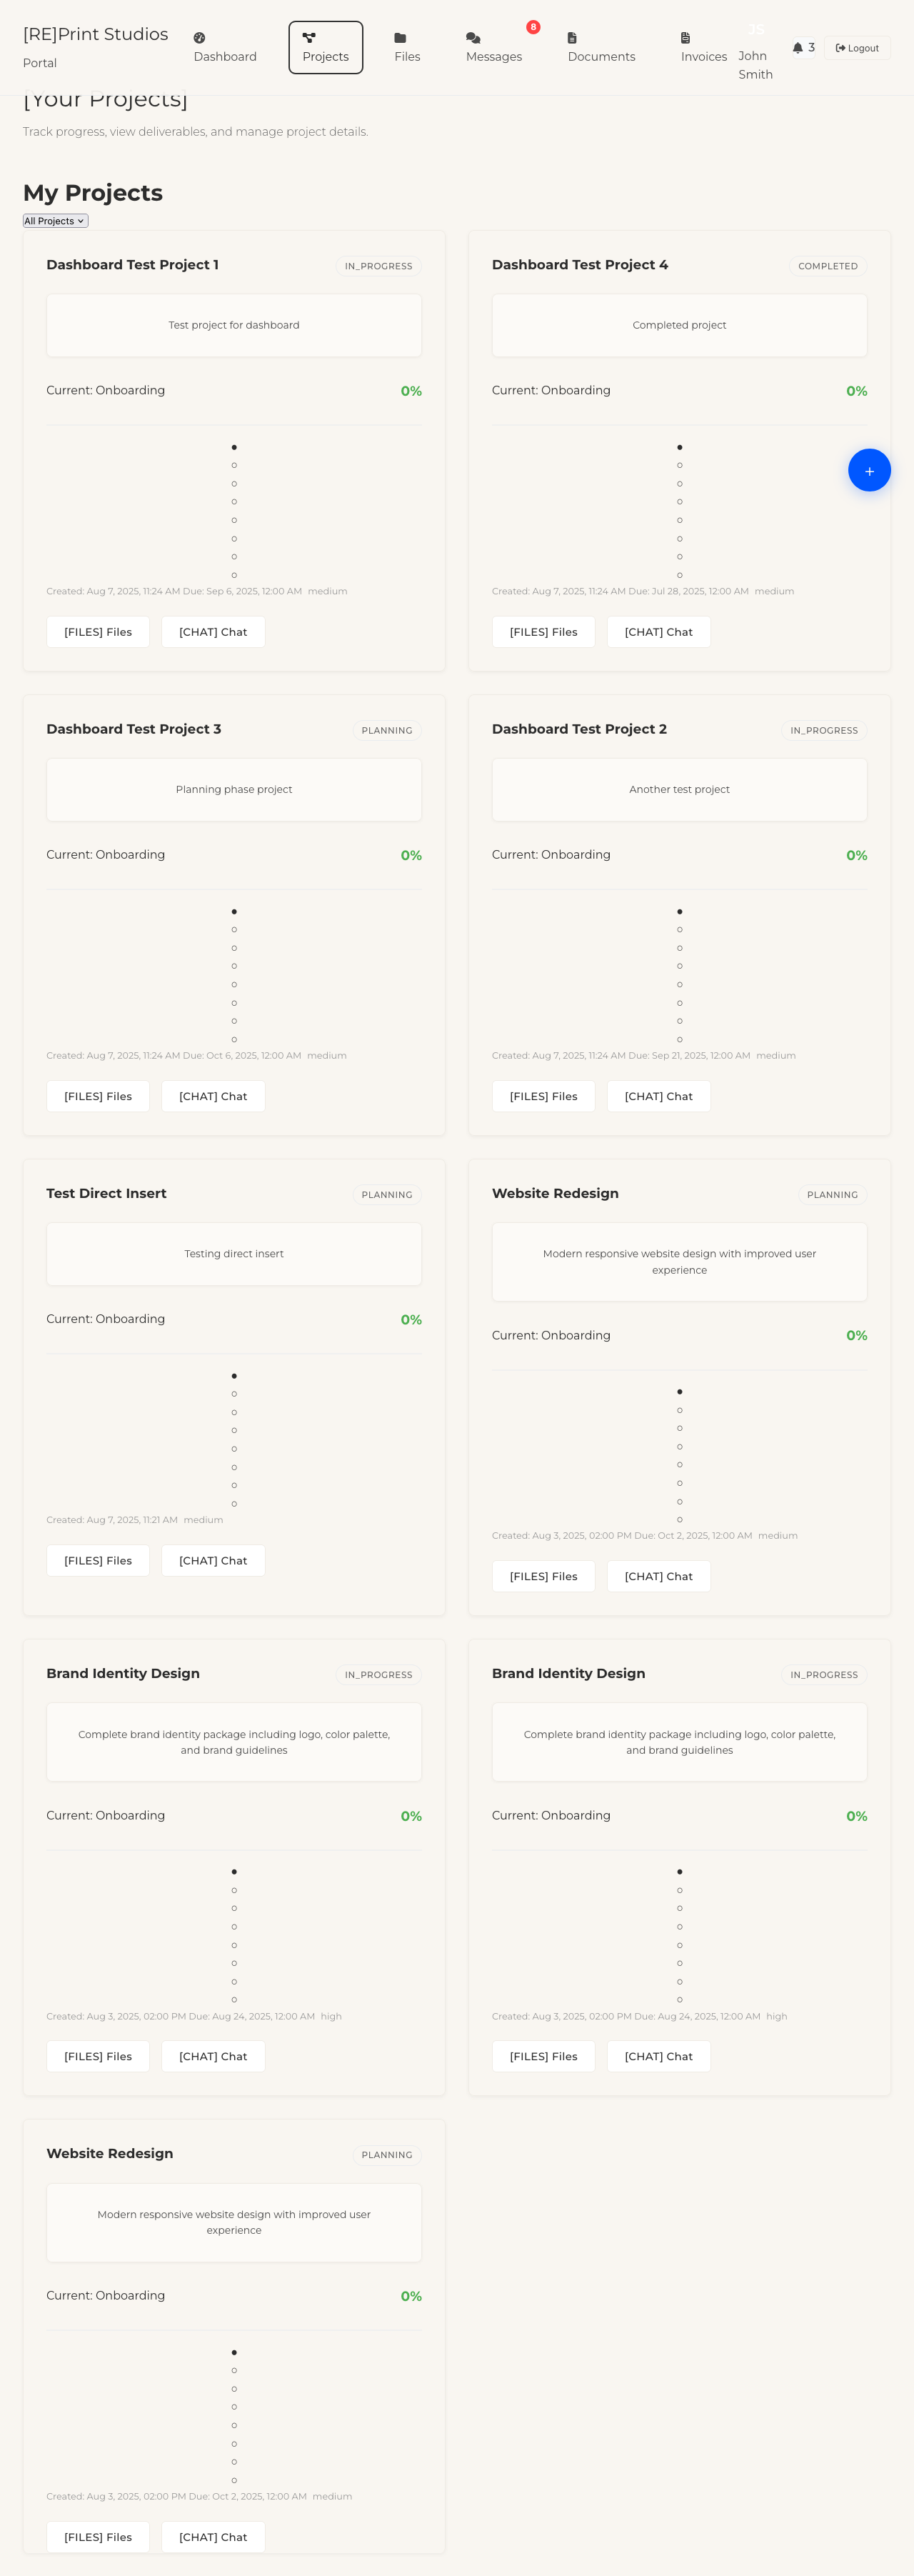 [RE]Print Studios
Portal
Dashboard
Projects
Files
8
Messages
Documents
Invoices
JS
John
Smith
3
Logout
[Your Projects]
Track progress, view deliverables, and manage project details.
My Projects
All Projects
Dashboard Test Project 1
IN_PROGRESS
Test project for dashboard
Current: Onboarding
0%
Created: Aug 7, 2025, 11:24 AM Due: Sep 6, 2025, 12:00 AM medium
[FILES] Files
[CHAT] Chat
Dashboard Test Project 4
COMPLETED
Completed project
Current: Onboarding
0%
+
Created: Aug 7, 2025, 11:24 AM Due: Jul 28, 2025, 12:00 AM medium
[FILES] Files
[CHAT] Chat
Dashboard Test Project 3
PLANNING
Planning phase project
Current: Onboarding
0%
Created: Aug 7, 2025, 11:24 AM Due: Oct 6, 2025, 12:00 AM medium
[FILES] Files
[CHAT] Chat
Dashboard Test Project 2
IN_PROGRESS
Another test project
Current: Onboarding
0%
Created: Aug 7, 2025, 11:24 AM Due: Sep 21, 2025, 12:00 AM medium
[FILES] Files
[CHAT] Chat
Test Direct Insert
PLANNING
Testing direct insert
Current: Onboarding
0%
Created: Aug 7, 2025, 11:21 AM medium
[FILES] Files
[CHAT] Chat
Website Redesign
PLANNING
Modern responsive website design with improved user
experience
Current: Onboarding
0%
Created: Aug 3, 2025, 02:00 PM Due: Oct 2, 2025, 12:00 AM medium
[FILES] Files
[CHAT] Chat
Brand Identity Design
IN_PROGRESS
Complete brand identity package including logo, color palette,
and brand guidelines
Current: Onboarding
0%
Created: Aug 3, 2025, 02:00 PM Due: Aug 24, 2025, 12:00 AM high
[FILES] Files
[CHAT] Chat
Brand Identity Design
IN_PROGRESS
Complete brand identity package including logo, color palette,
and brand guidelines
Current: Onboarding
0%
Created: Aug 3, 2025, 02:00 PM Due: Aug 24, 2025, 12:00 AM high
[FILES] Files
[CHAT] Chat
Website Redesign
PLANNING
Modern responsive website design with improved user
experience
Current: Onboarding
0%
Created: Aug 3, 2025, 02:00 PM Due: Oct 2, 2025, 12:00 AM medium
[FILES] Files
[CHAT] Chat